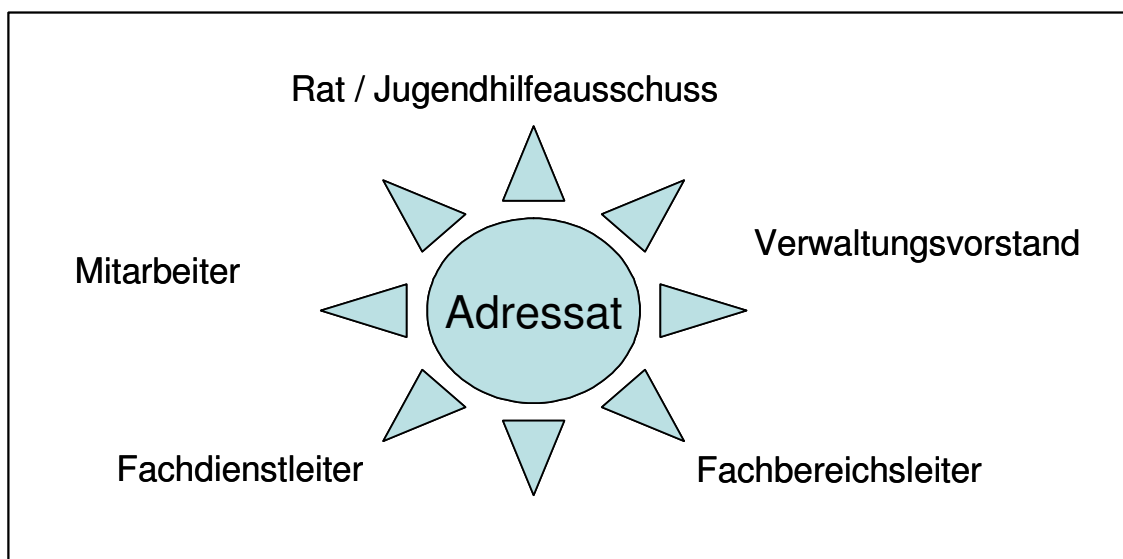 Rat / Jugendhilfeausschuss
Verwaltungsvorstand
Mitarbeiter
Adressat
Fachdienstleiter
Fachbereichsleiter